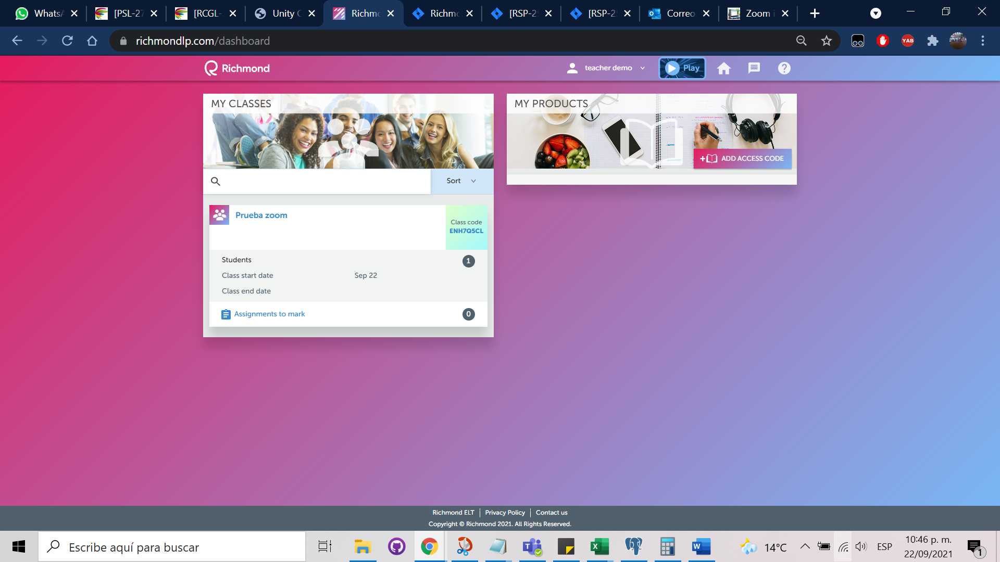 WhatsA
[PSL-27
[RCGL-
Unity C
Richmo
Richmo
[RSP-2
[RSP-2
Correo
Zoom i
richmondlp.com/dashboard
YAB
Richmond
teacher demo
Play
MY CLASSES
MY PRODUCTS
ADD ACCESS CODE
Sort
Prueba zoom
Class code
ENH7Q5CL
Students
1
Class start date
Sep 22
Class end date
Assignments to mark
0
Richmond ELT
Privacy Policy
Contact us
Copyright © Richmond 2021. All Rights Reserved.
Escribe aquí para buscar
14°C
ESP
10:46 p. m.
22/09/2021
1